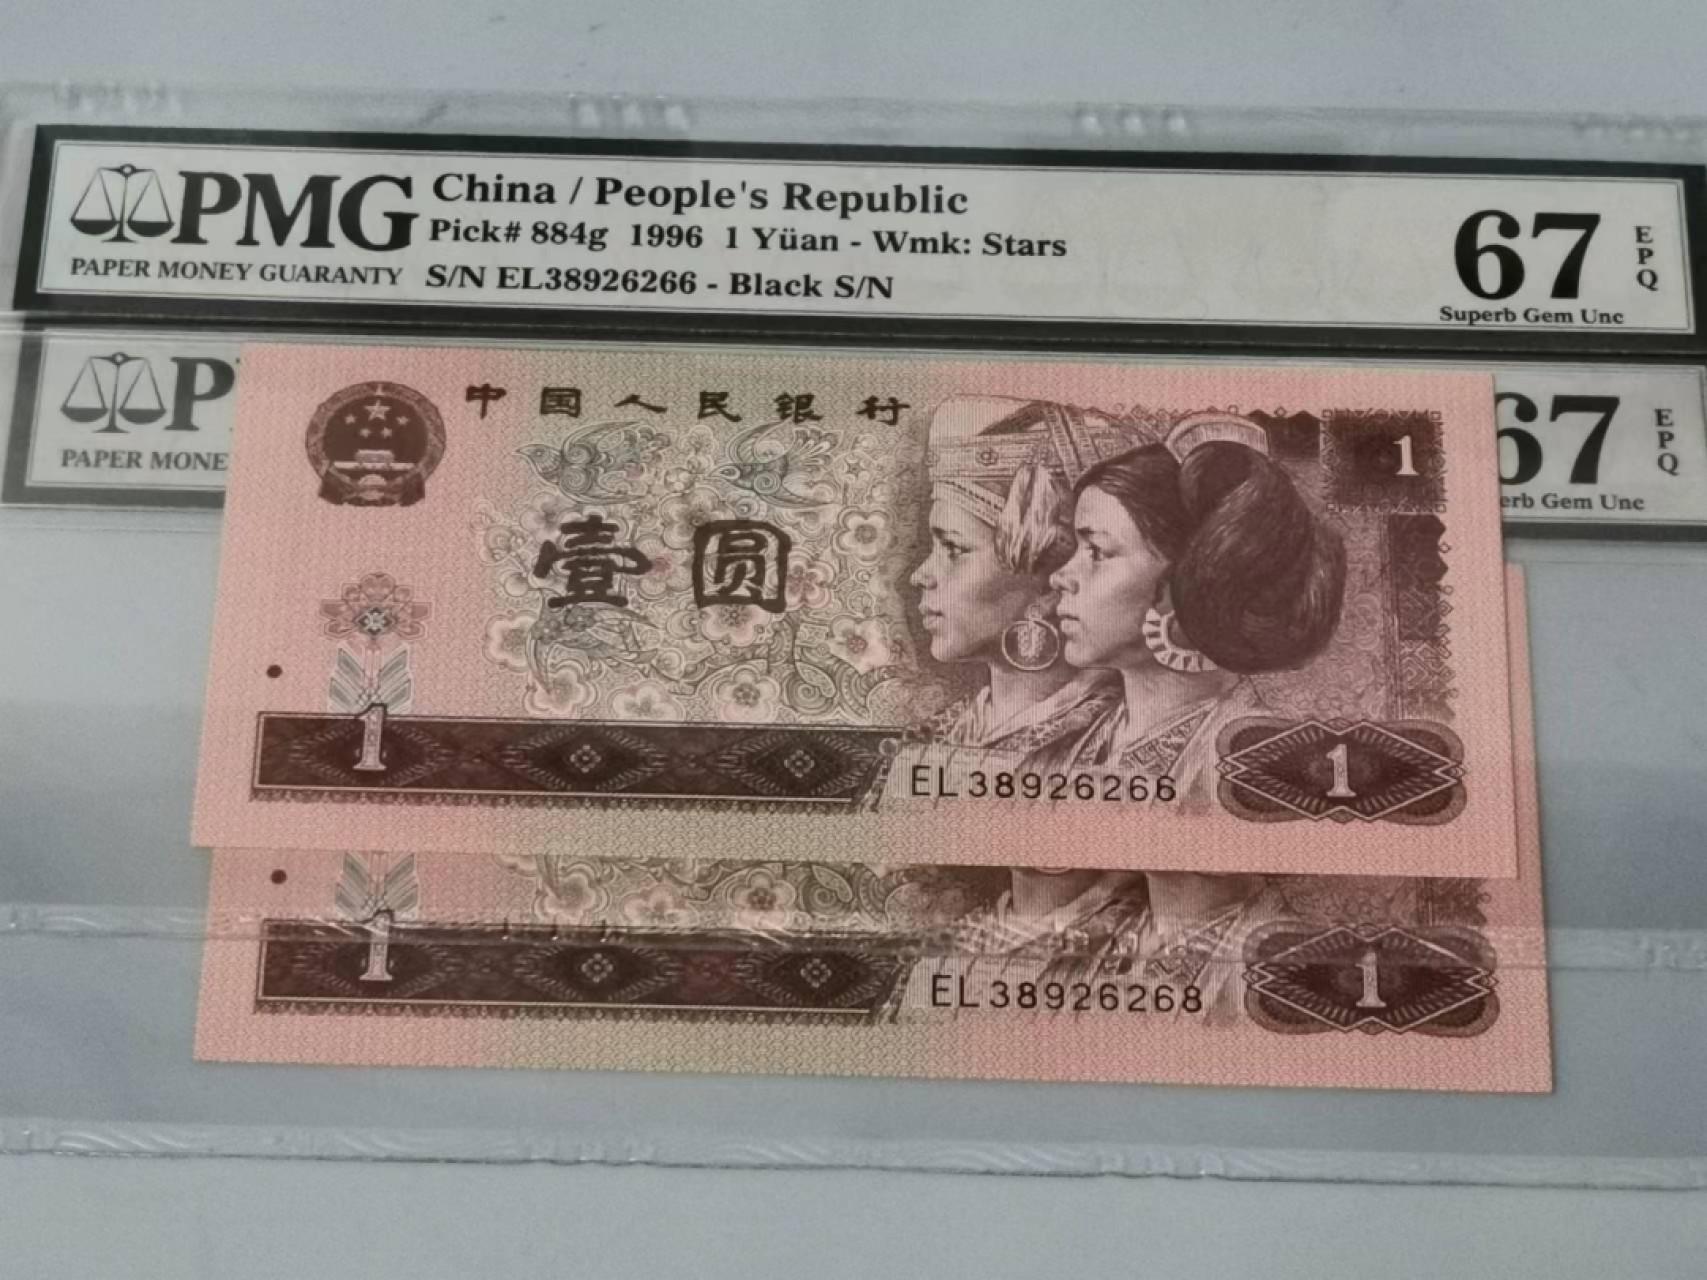 PMG
PAPER MONEY GUARANTY
China / People's Republic
Pick# 884g 1996 1 Yüan - Wmk: Stars
S/N EL38926266 - Black S/N
67
EPQ
Superb Gem Unc
P
PAPER MONE
67
EPQ
erb Gem Unc
中国人民银行
1
壹圆
1
EL38926266
1
1
EL38926268
1